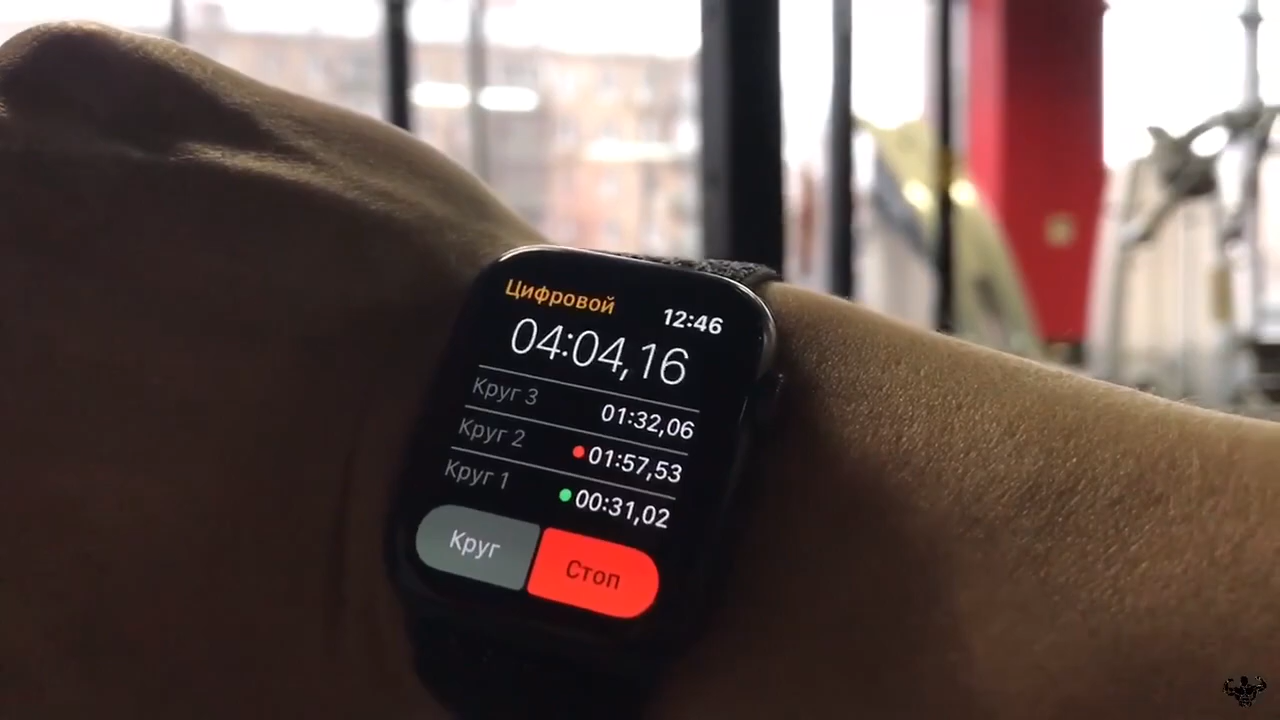 Цифровой
12:46
04:04,16
Круг 3 01:32,06
Круг 2 01:57,53
Круг 1 00:31,02
Круг Стоп